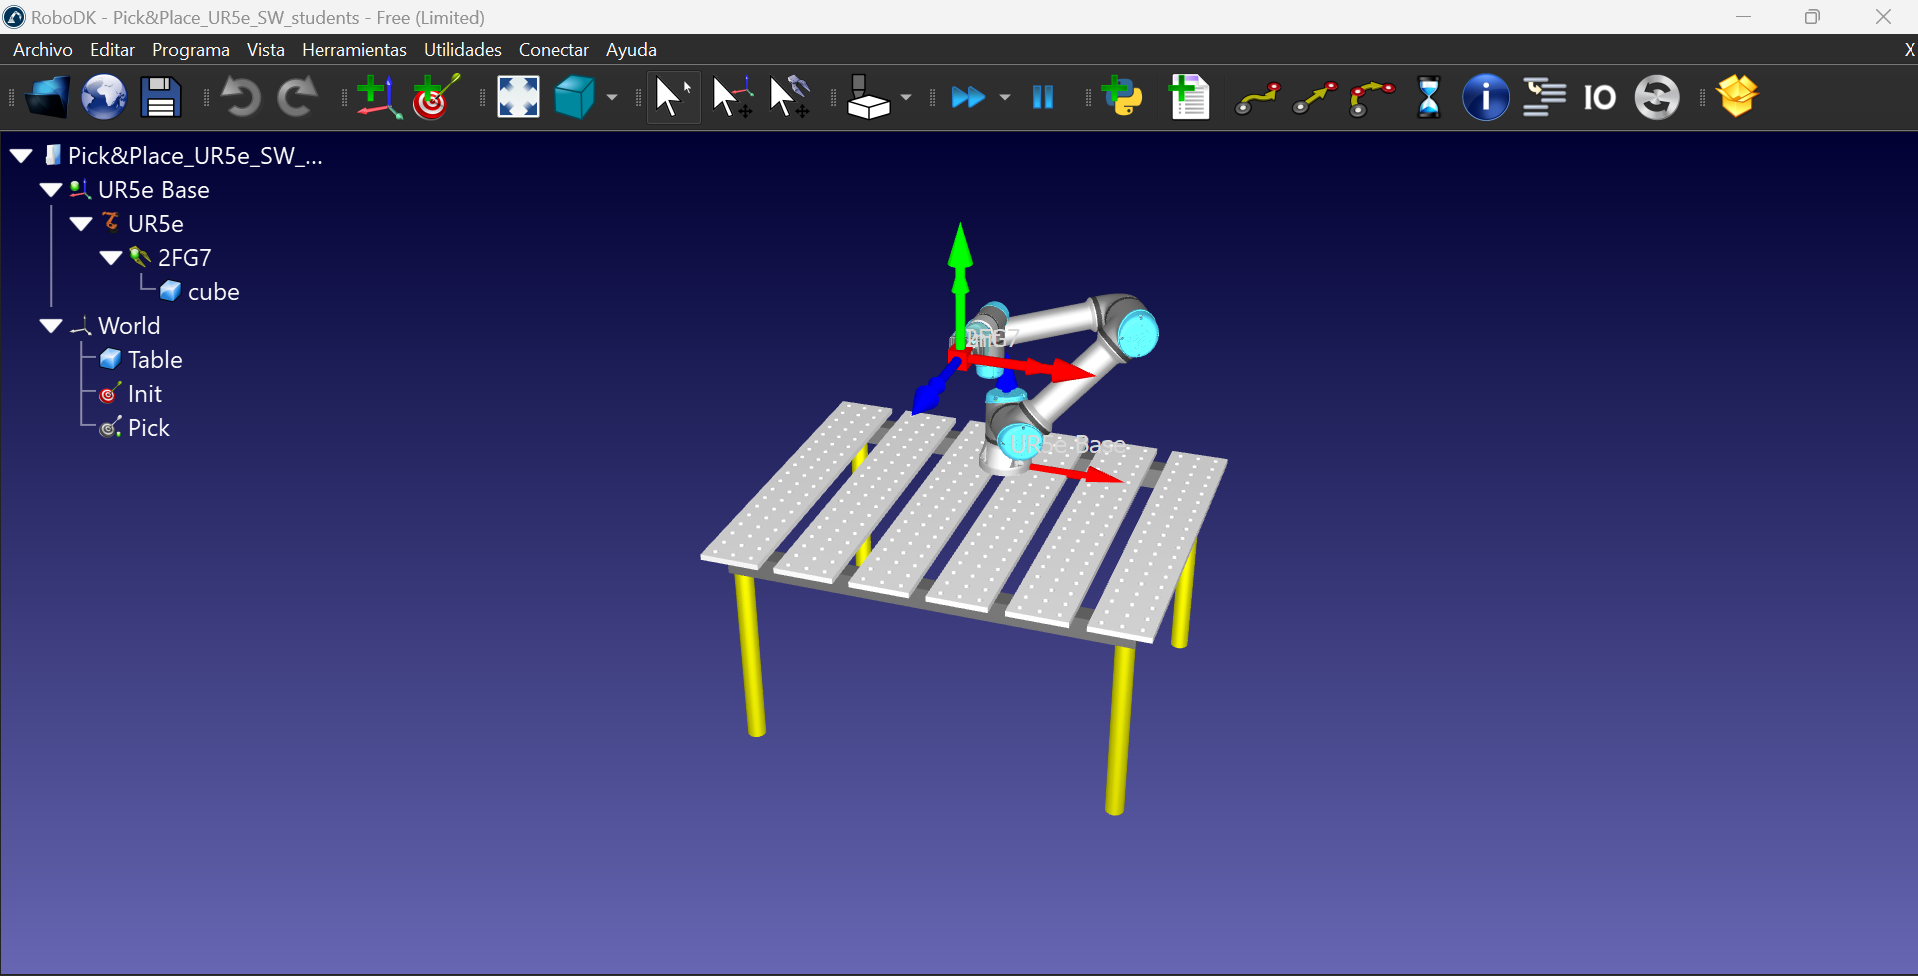 RoboDK - Pick&Place_UR5e_SW_students - Free (Limited)
Archivo Editar Programa Vista Herramientas Utilidades Conectar Ayuda X
IO
Pick&Place_UR5e_SW_...
UR5e Base
UR5e
2FG7
cube
World
Table
Init
Pick
UR5e Base